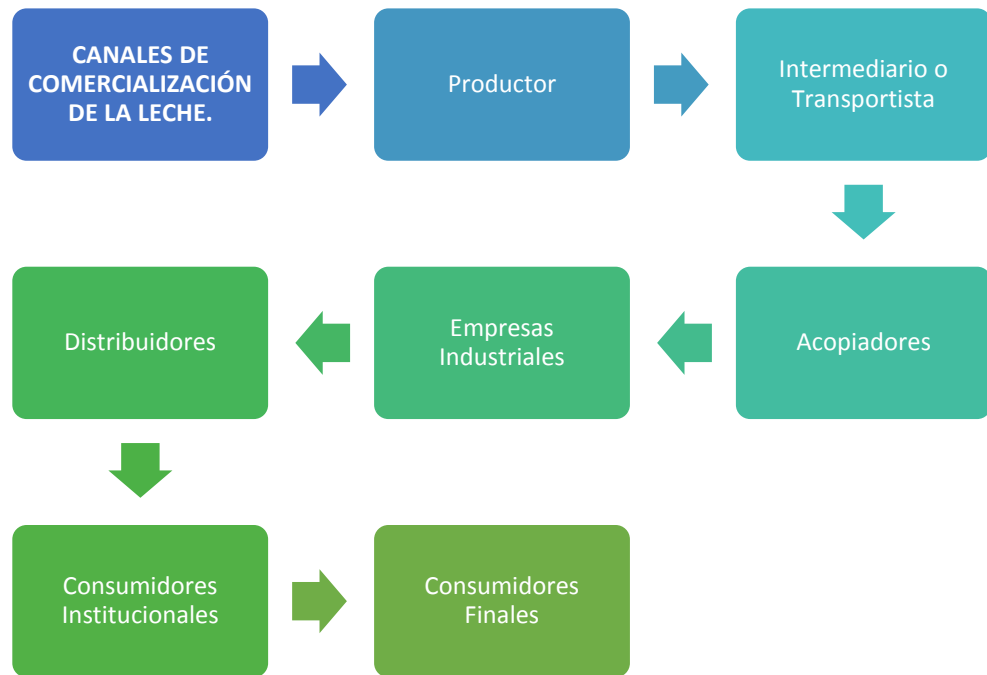 CANALES DE
COMERCIALIZACIÓN
DE LA LECHE.
Productor
Intermediario o
Transportista
Acopiadores
Empresas
Industriales
Distribuidores
Consumidores
Institucionales
Consumidores
Finales